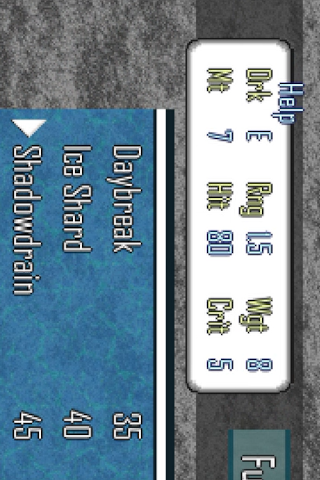 Help
Drk E Rng 1.5 Wgt 8
Mt 7 Hit 80 Crit 5
Daybreak 35
Ice Shard 40
Shadowdrain 45
Fu